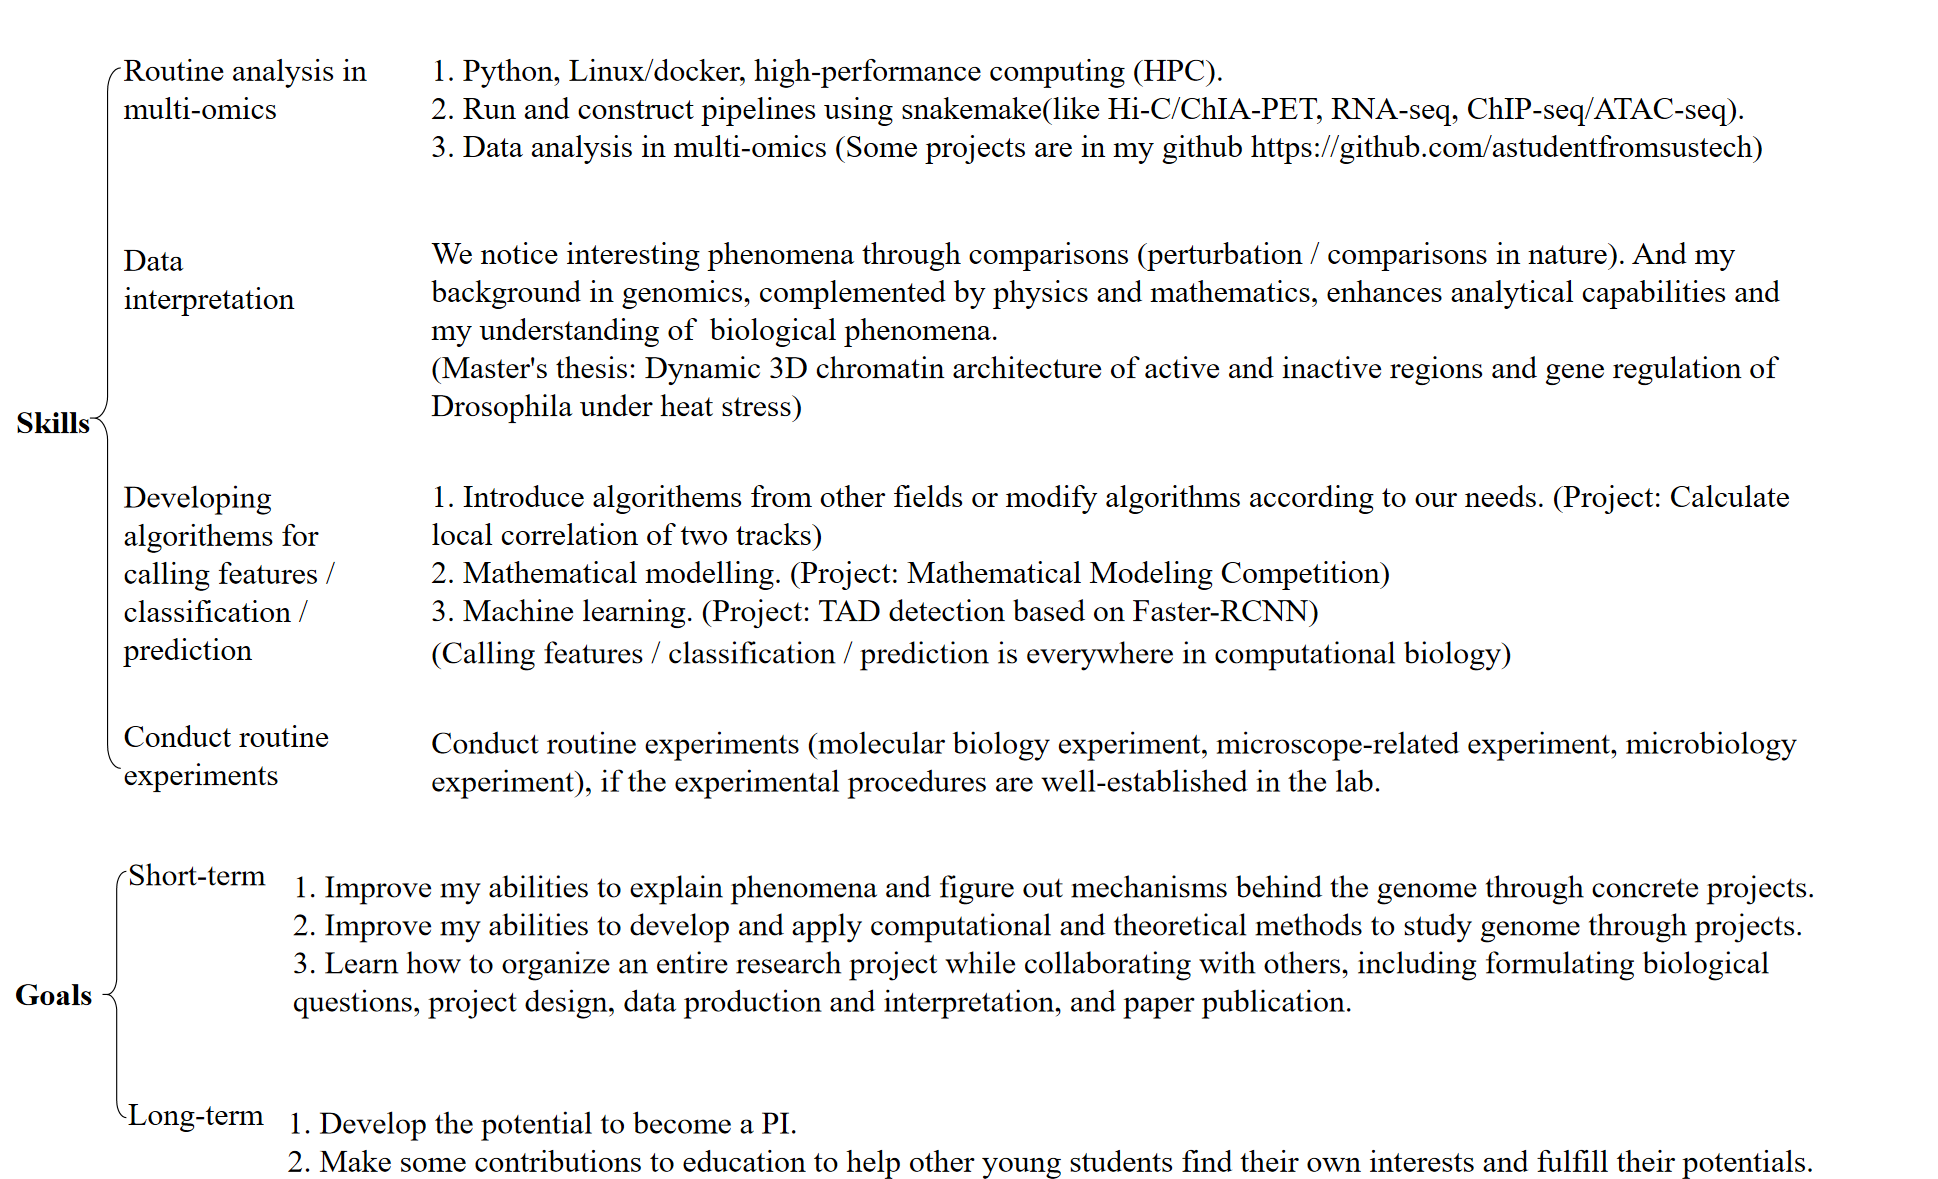 Skills
Routine analysis in
multi-omics
1. Python, Linux/docker, high-performance computing (HPC).
2. Run and construct pipelines using snakemake(like Hi-C/ChIA-PET, RNA-seq, ChIP-seq/ATAC-seq).
3. Data analysis in multi-omics (Some projects are in my github https://github.com/astudentfromsustech)
Data
interpretation
We notice interesting phenomena through comparisons (perturbation / comparisons in nature). And my
background in genomics, complemented by physics and mathematics, enhances analytical capabilities and
my understanding of  biological phenomena.
(Master's thesis: Dynamic 3D chromatin architecture of active and inactive regions and gene regulation of
Drosophila under heat stress)
Developing
algorithems for
calling features /
classification /
prediction
1. Introduce algorithems from other fields or modify algorithms according to our needs. (Project: Calculate
local correlation of two tracks)
2. Mathematical modelling. (Project: Mathematical Modeling Competition)
3. Machine learning. (Project: TAD detection based on Faster-RCNN)
(Calling features / classification / prediction is everywhere in computational biology)
Conduct routine
experiments
Conduct routine experiments (molecular biology experiment, microscope-related experiment, microbiology
experiment), if the experimental procedures are well-established in the lab.
Goals
Short-term
1. Improve my abilities to explain phenomena and figure out mechanisms behind the genome through concrete projects.
2. Improve my abilities to develop and apply computational and theoretical methods to study genome through projects.
3. Learn how to organize an entire research project while collaborating with others, including formulating biological
questions, project design, data production and interpretation, and paper publication.
Long-term
1. Develop the potential to become a PI.
2. Make some contributions to education to help other young students find their own interests and fulfill their potentials.